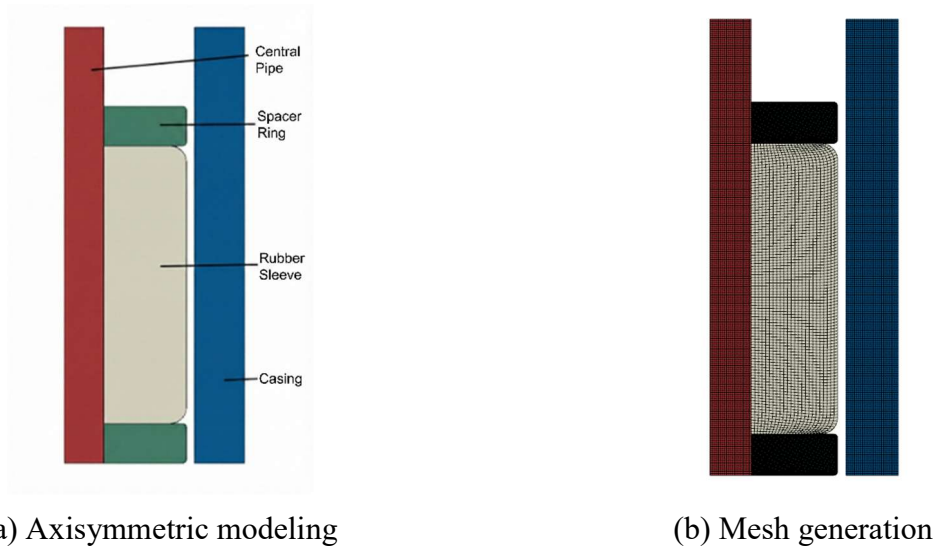 Central
Pipe
Spacer
Ring
Rubber
Sleeve
Casing
a) Axisymmetric modeling
(b) Mesh generation